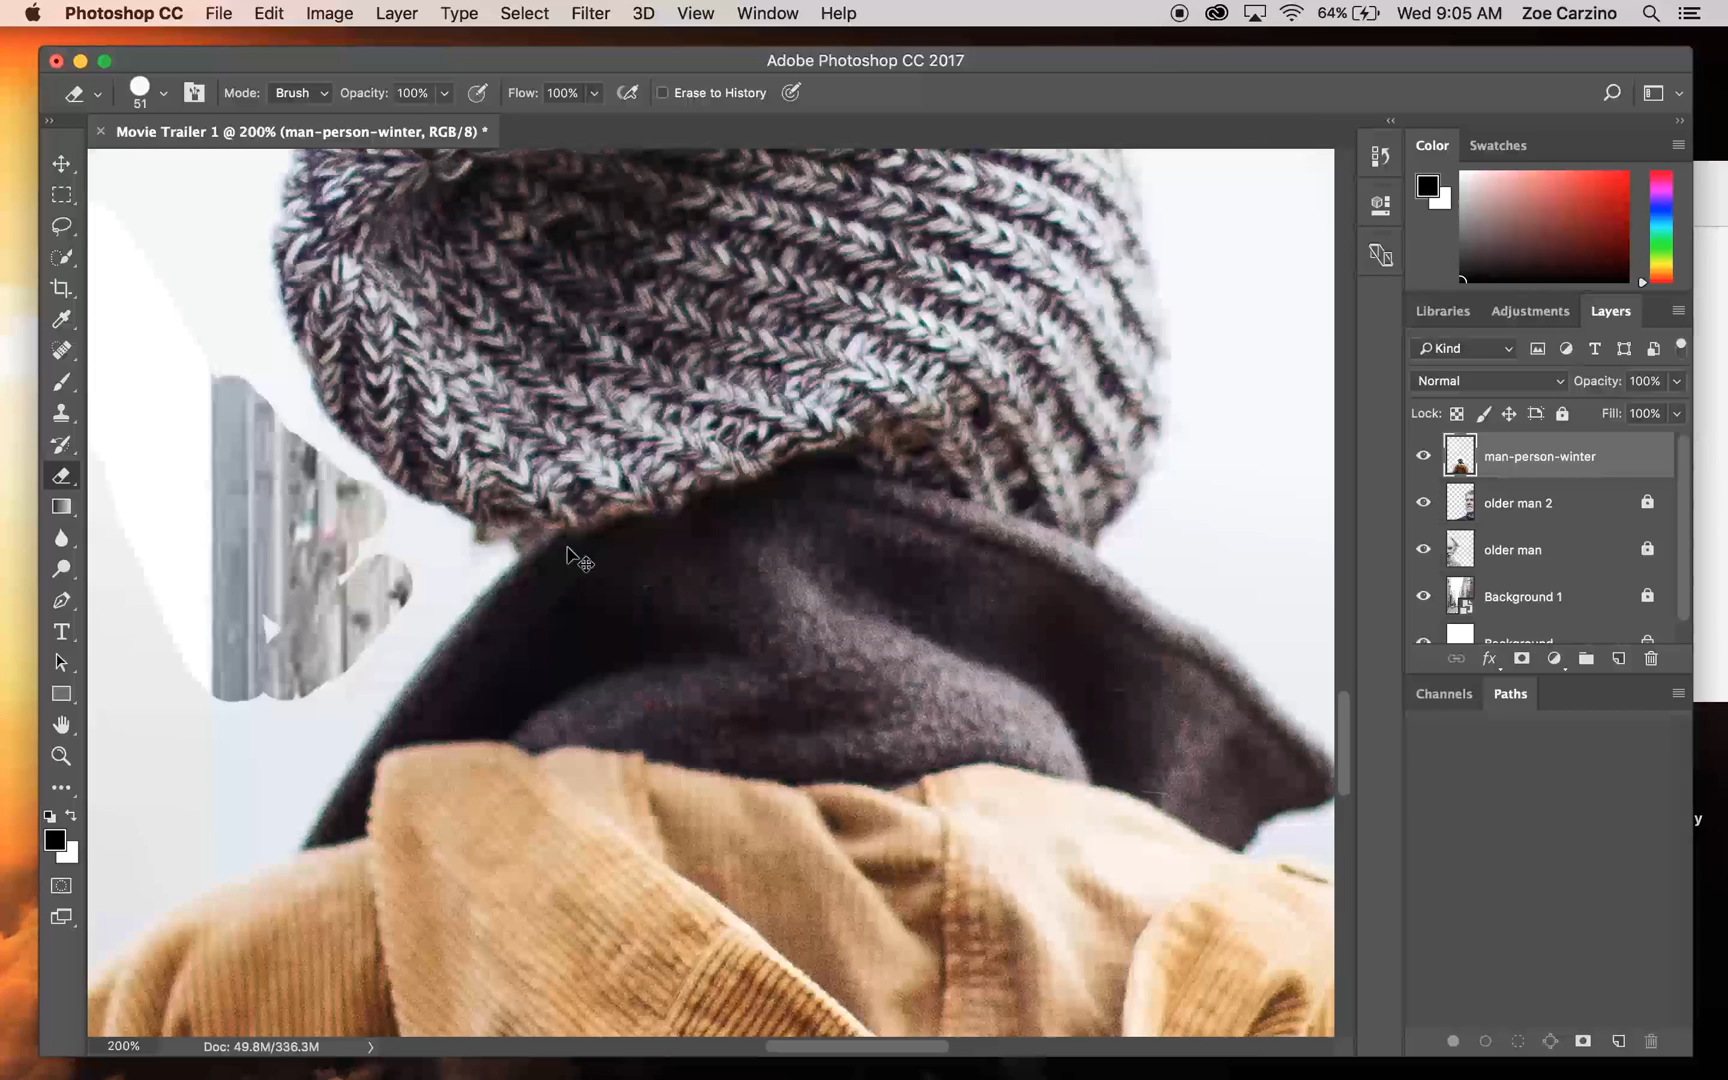 Photoshop CC File Edit Image Layer Type Select Filter 3D View Window Help 64% Wed 9:05 AM Zoe Carzino
Adobe Photoshop CC 2017
51 Mode: Brush Opacity: 100% Flow: 100% Erase to History
Movie Trailer 1 @ 200% (man-person-winter, RGB/8) *
Color Swatches
Libraries Adjustments Layers
Kind
Normal Opacity: 100%
Lock: Fill: 100%
man-person-winter
older man 2
older man
Background 1
Background
fx
Channels Paths
y
200% Doc: 49.8M/336.3M